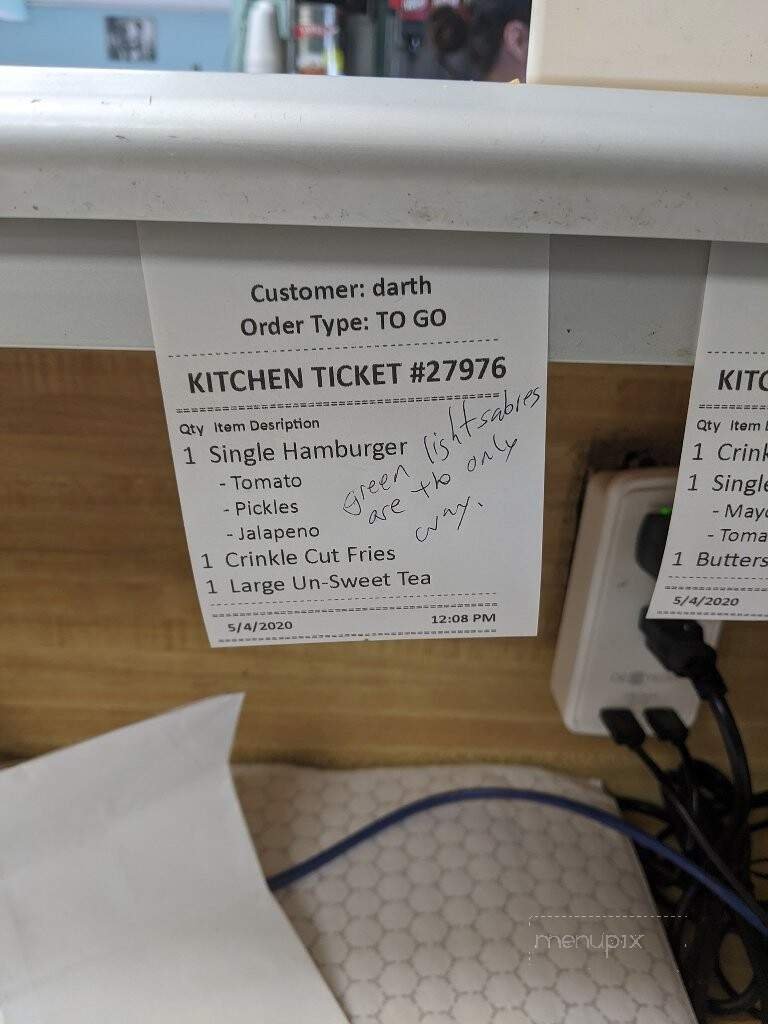 Customer: darth
Order Type: TO GO
KITCHEN TICKET #27976
Qty Item Desription
1 Single Hamburger
- Tomato
- Pickles
- Jalapeno
green lightsabres
are the only
way.
1 Crinkle Cut Fries
1 Large Un-Sweet Tea
5/4/2020 12:08 PM
KITC
Qty Item
1 Crink
1 Single
- Mayo
- Toma
1 Butters
5/4/2020
menupix